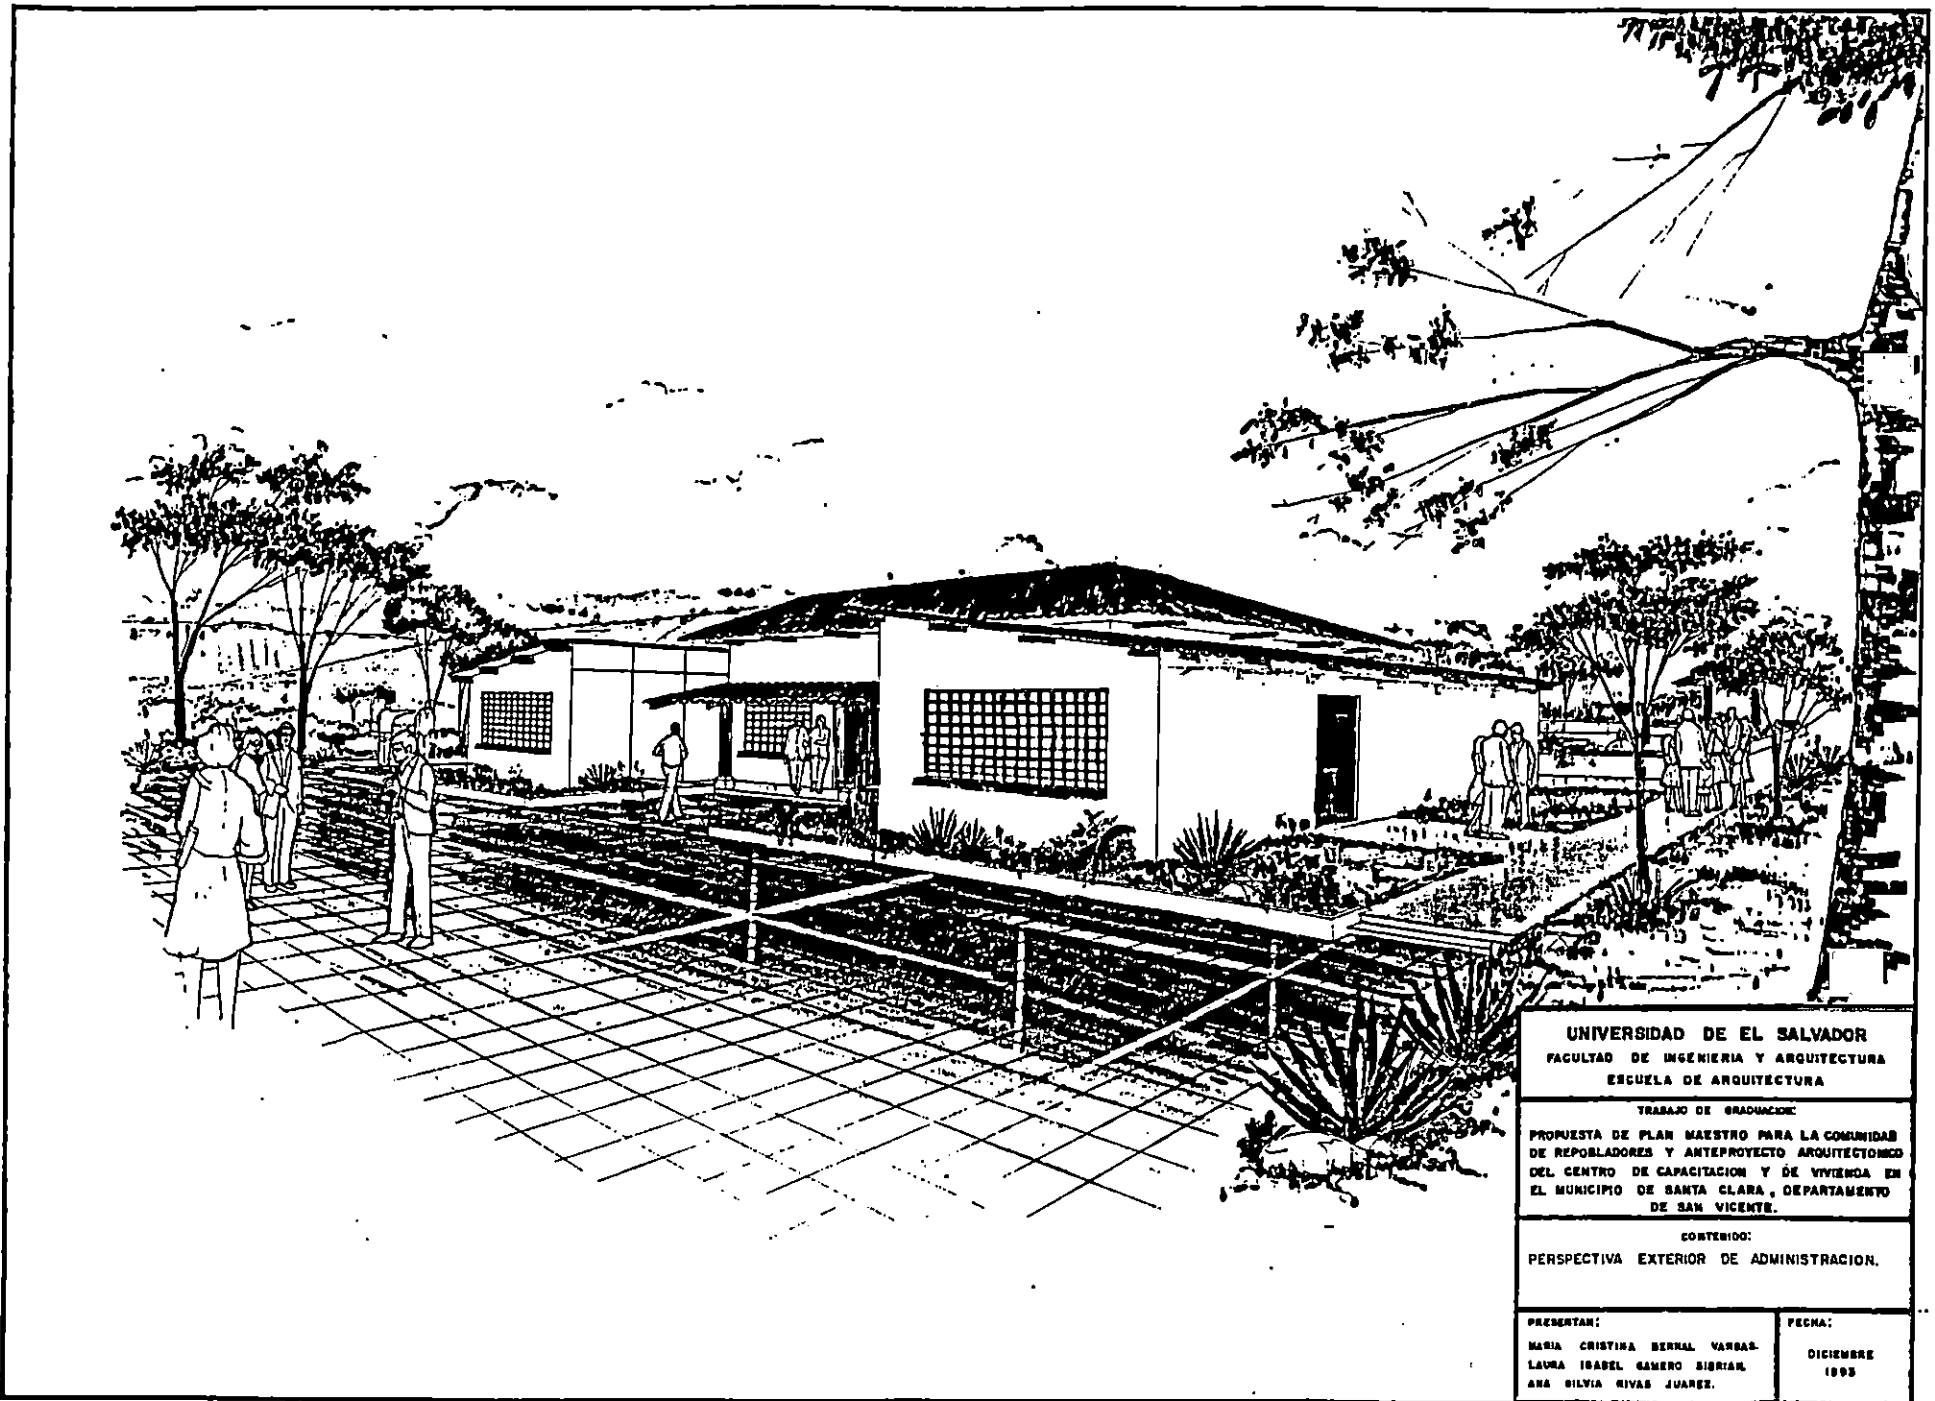 UNIVERSIDAD DE EL SALVADOR
FACULTAD DE INGENIERIA Y ARQUITECTURA
ESCUELA DE ARQUITECTURA
TRABAJO DE GRADUACION:
PROPUESTA DE PLAN MAESTRO PARA LA COMUNIDAD
DE REPOBLADORES Y ANTEPROYECTO ARQUITECTONICO
DEL CENTRO DE CAPACITACION Y DE VIVIENDA EN
EL MUNICIPIO DE SANTA CLARA, DEPARTAMENTO
DE SAN VICENTE.
CONTENIDO:
PERSPECTIVA EXTERIOR DE ADMINISTRACION.
PRESENTAN:
MARIA CRISTINA BERNAL VARGAS.
LAURA ISABEL GAMERO SIBRIAN.
ANA SILVIA RIVAS JUAREZ.
FECHA:
DICIEMBRE
1993